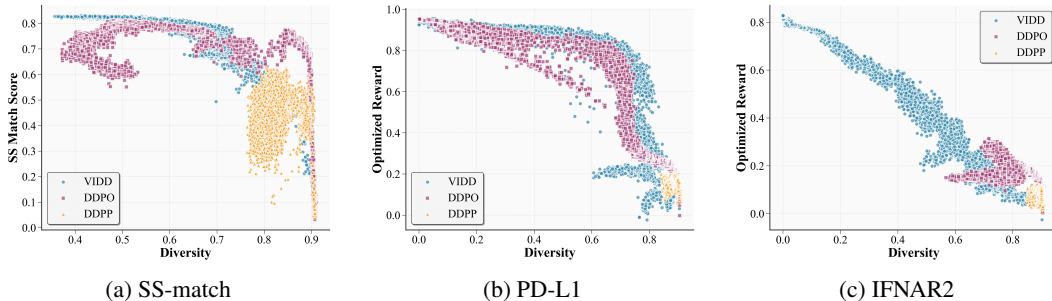 SS Match Score
0.8
0.7
0.6
0.5
0.4
0.3
0.2
0.1
0.0
VIDD
DDPO
DDPP
0.4 0.5 0.6 0.7 0.8 0.9
Diversity
(a) SS-match
Optimized Reward
1.0
0.8
0.6
0.4
0.2
0.0
VIDD
DDPO
DDPP
0.0 0.2 0.4 0.6 0.8
Diversity
(b) PD-L1
Optimized Reward
0.8
0.6
0.4
0.2
0.0
VIDD
DDPO
DDPP
0.0 0.2 0.4 0.6 0.8
Diversity
(c) IFNAR2